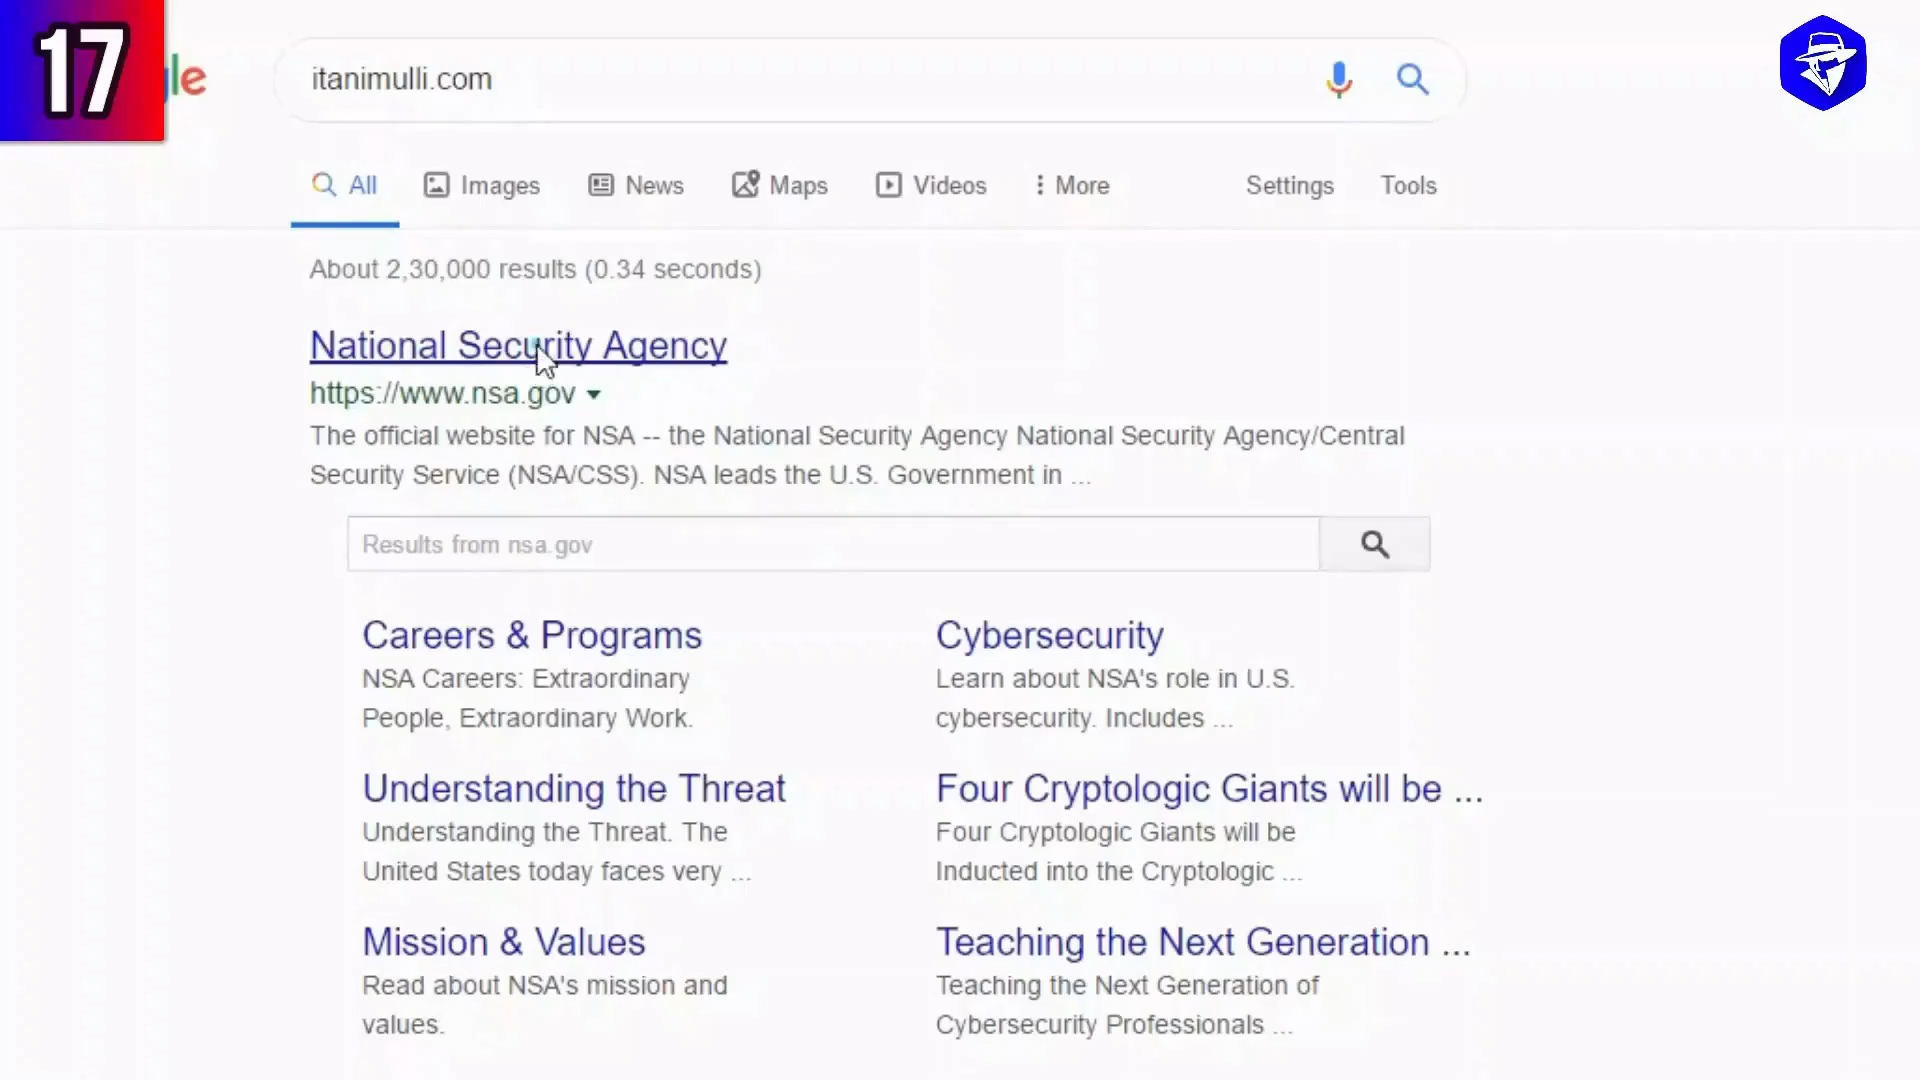 17
le
itanimulli.com
All Images News Maps Videos More Settings Tools
About 2,30,000 results (0.34 seconds)
National Security Agency
https://www.nsa.gov
The official website for NSA -- the National Security Agency National Security Agency/Central
Security Service (NSA/CSS). NSA leads the U.S. Government in ...
Results from nsa.gov
Careers & Programs
NSA Careers: Extraordinary
People, Extraordinary Work.
Cybersecurity
Learn about NSA's role in U.S.
cybersecurity. Includes ...
Understanding the Threat
Understanding the Threat. The
United States today faces very ...
Four Cryptologic Giants will be ...
Four Cryptologic Giants will be
Inducted into the Cryptologic ...
Mission & Values
Read about NSA's mission and
values.
Teaching the Next Generation ...
Teaching the Next Generation of
Cybersecurity Professionals ...